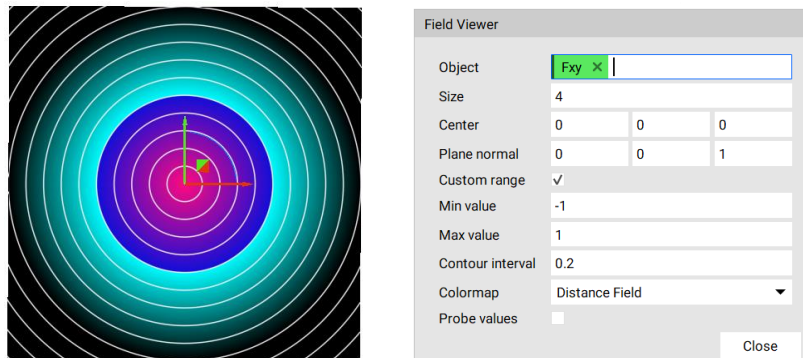 Field Viewer
Object Fxy ×
Size 4
Center 0 0 0
Plane normal 0 0 1
Custom range
Min value -1
Max value 1
Contour interval 0.2
Colormap Distance Field
Probe values
Close